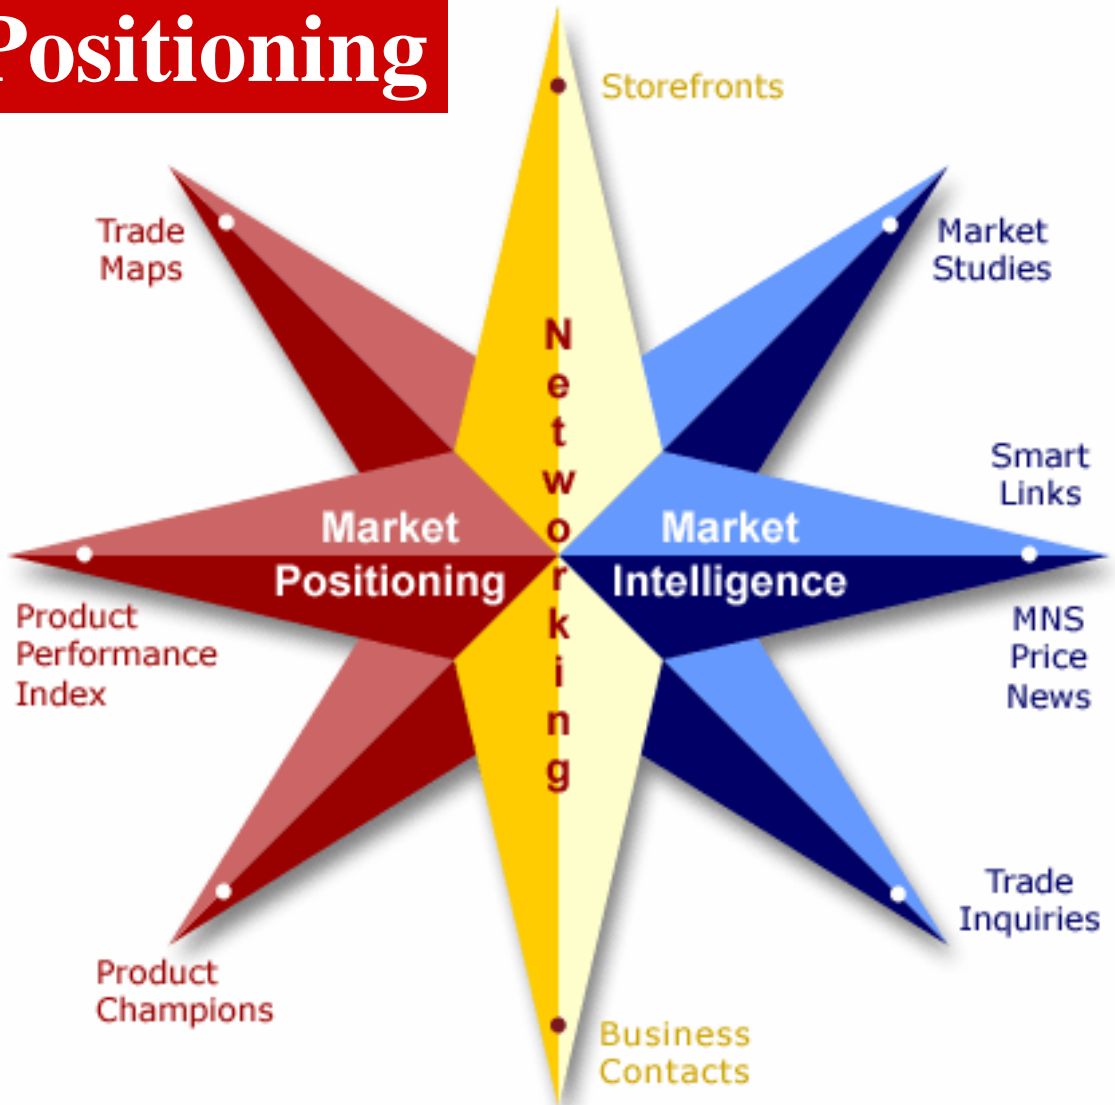 Positioning
Storefronts
Trade
Maps
Market
Studies
Networking
Smart
Links
Market
Positioning
Market
Intelligence
Product
Performance
Index
MNS
Price
News
Trade
Inquiries
Product
Champions
Business
Contacts